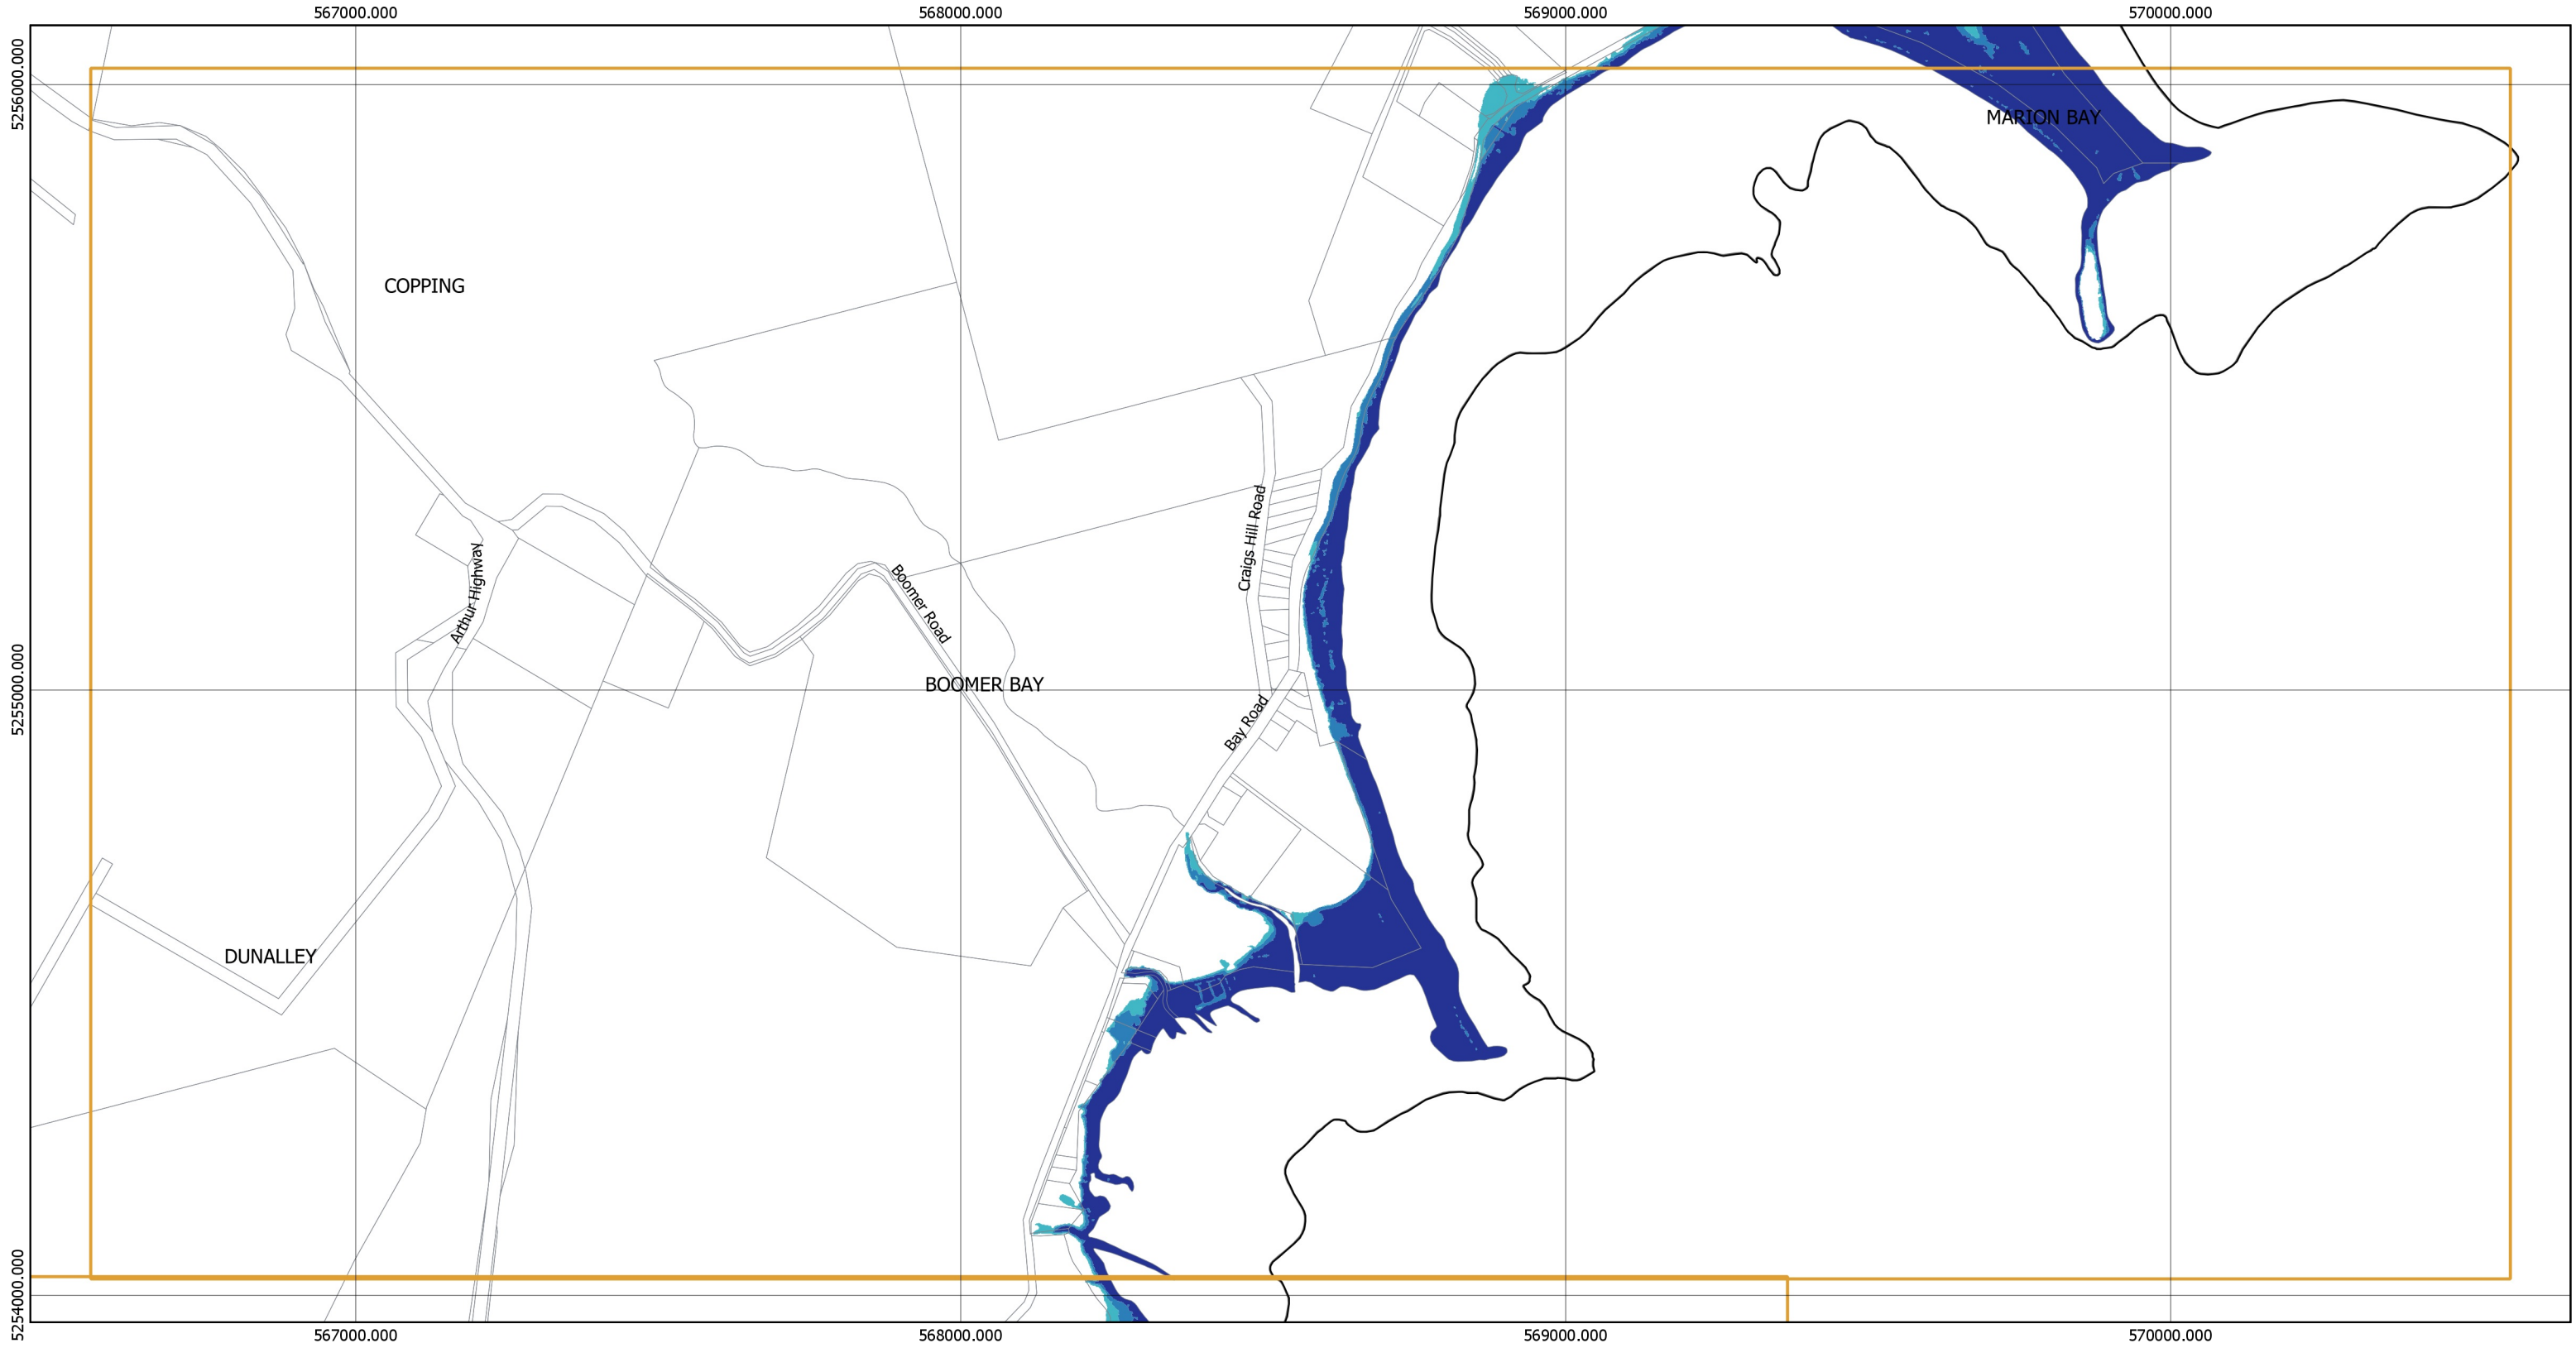 567000.000
568000.000
569000.000
570000.000
5256000.000
MARION BAY
COPPING
Craigs Hill Road
Arthur Highway
Boomer Road
5255000.000
BOOMER BAY
Bay Road
DUNALLEY
5254000.000
567000.000
568000.000
569000.000
570000.000